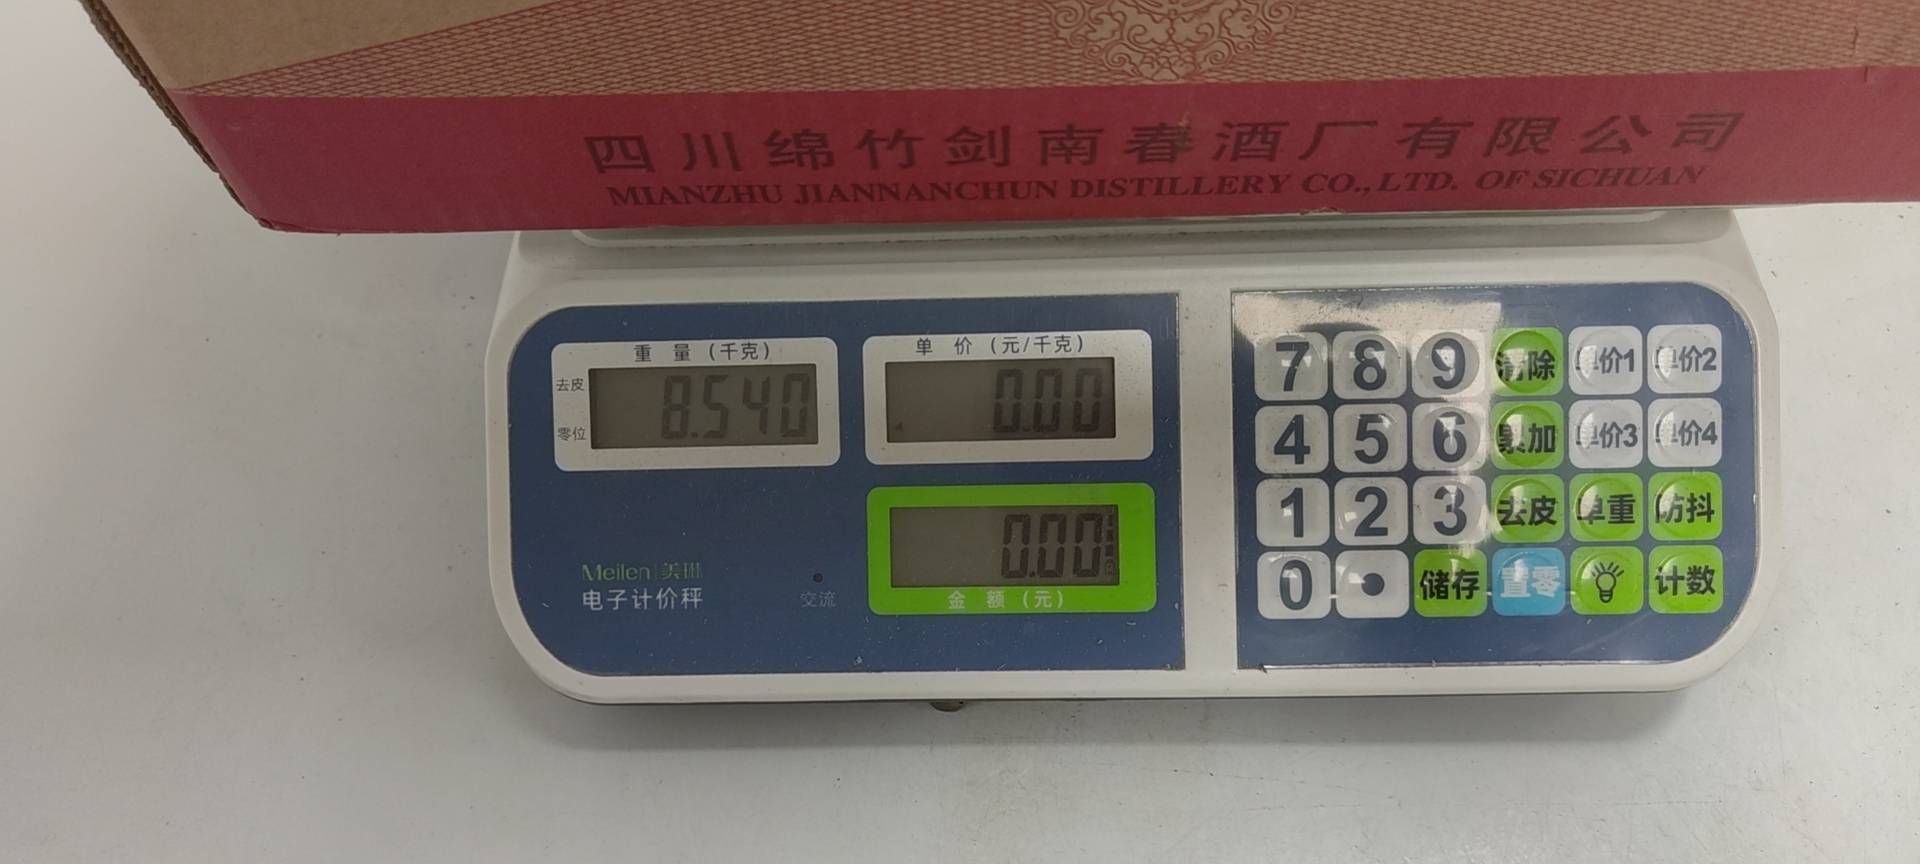 四川绵竹剑南春酒厂有限公司
MIANZHU JIANNANCHUN DISTILLERY CO., LTD. OF SICHUAN
重量(千克)
去皮
零位
8.540
单价(元/千克)
0.00
0.00
金额(元)
Meilen|美琳
电子计价秤
交流
7 8 9 清除 单价1 单价2
4 5 6 累加 单价3 单价4
1 2 3 去皮 单重 防抖
0 . 储存 置零 计数